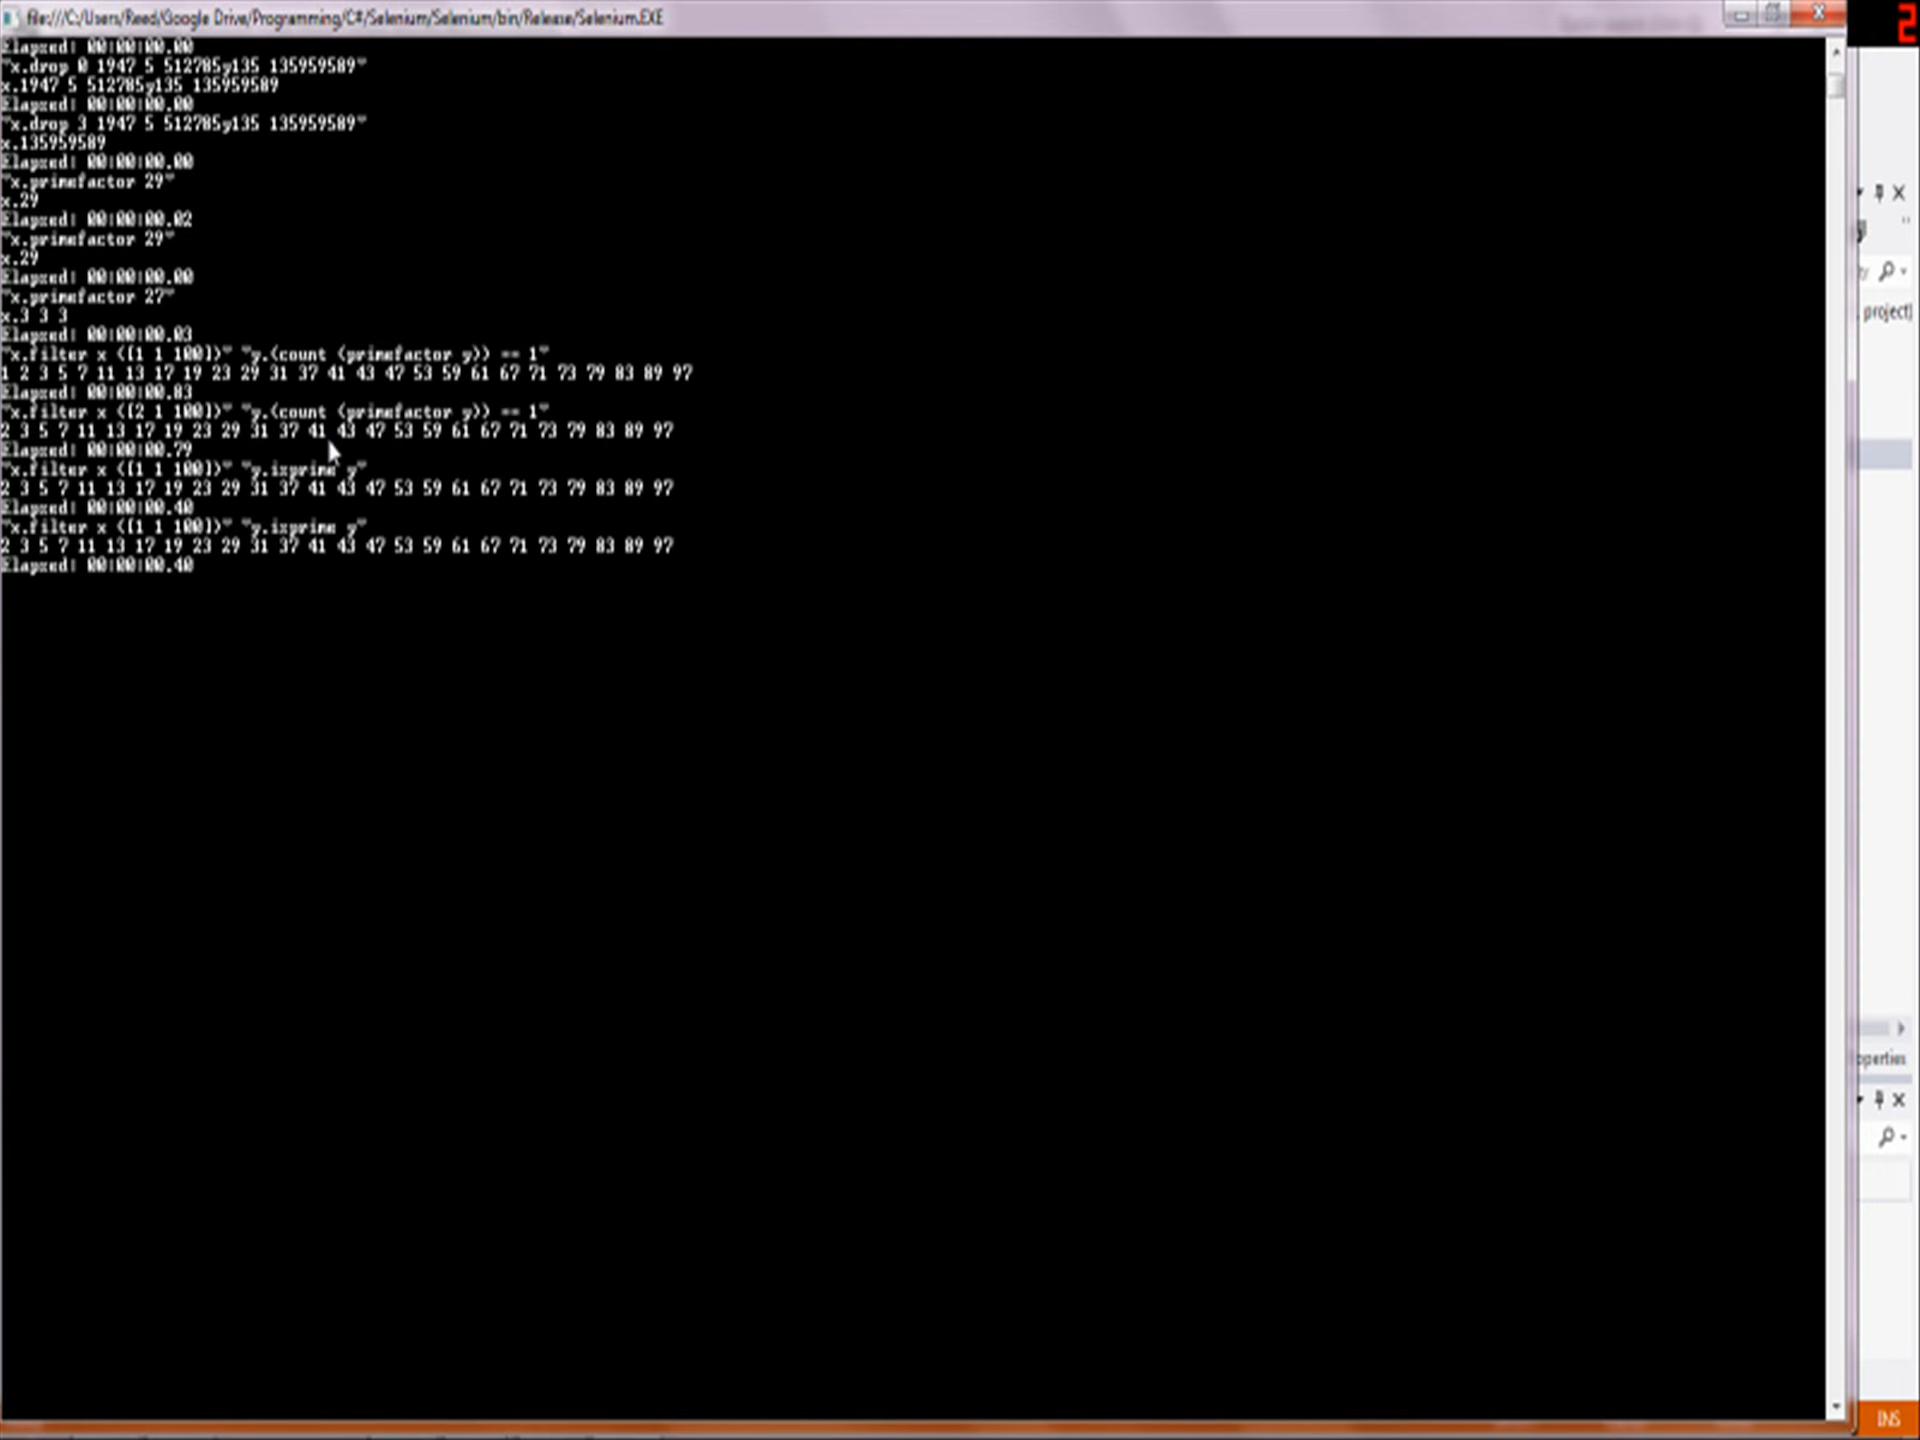 file:///C:/Users/Reed/Google Drive/Programming/C#/Selenium/Selenium/bin/Release/Selenium.EXE
2
Elapsed: 00:00:00.00
"x.drop 0 1947 5 512785y135 135959589"
x.1947 5 512785y135 135959589
Elapsed: 00:00:00.00
"x.drop 3 1947 5 512785y135 135959589"
x.135959589
Elapsed: 00:00:00.00
"x.primefactor 29"
x.29
Elapsed: 00:00:00.02
"x.primefactor 29"
x.29
Elapsed: 00:00:00.00
"x.primefactor 27"
x.3 3 3
Elapsed: 00:00:00.03
"x.filter x ([1 1 100])" "y.(count (primefactor y)) == 1"
1 2 3 5 7 11 13 17 19 23 29 31 37 41 43 47 53 59 61 67 71 73 79 83 89 97
Elapsed: 00:00:00.83
"x.filter x ([2 1 100])" "y.(count (primefactor y)) == 1"
2 3 5 7 11 13 17 19 23 29 31 37 41 43 47 53 59 61 67 71 73 79 83 89 97
Elapsed: 00:00:00.79
"x.filter x ([1 1 100])" "y.isprime y"
2 3 5 7 11 13 17 19 23 29 31 37 41 43 47 53 59 61 67 71 73 79 83 89 97
Elapsed: 00:00:00.40
"x.filter x ([1 1 100])" "y.isprime y"
2 3 5 7 11 13 17 19 23 29 31 37 41 43 47 53 59 61 67 71 73 79 83 89 97
Elapsed: 00:00:00.40
project)
operties
INS